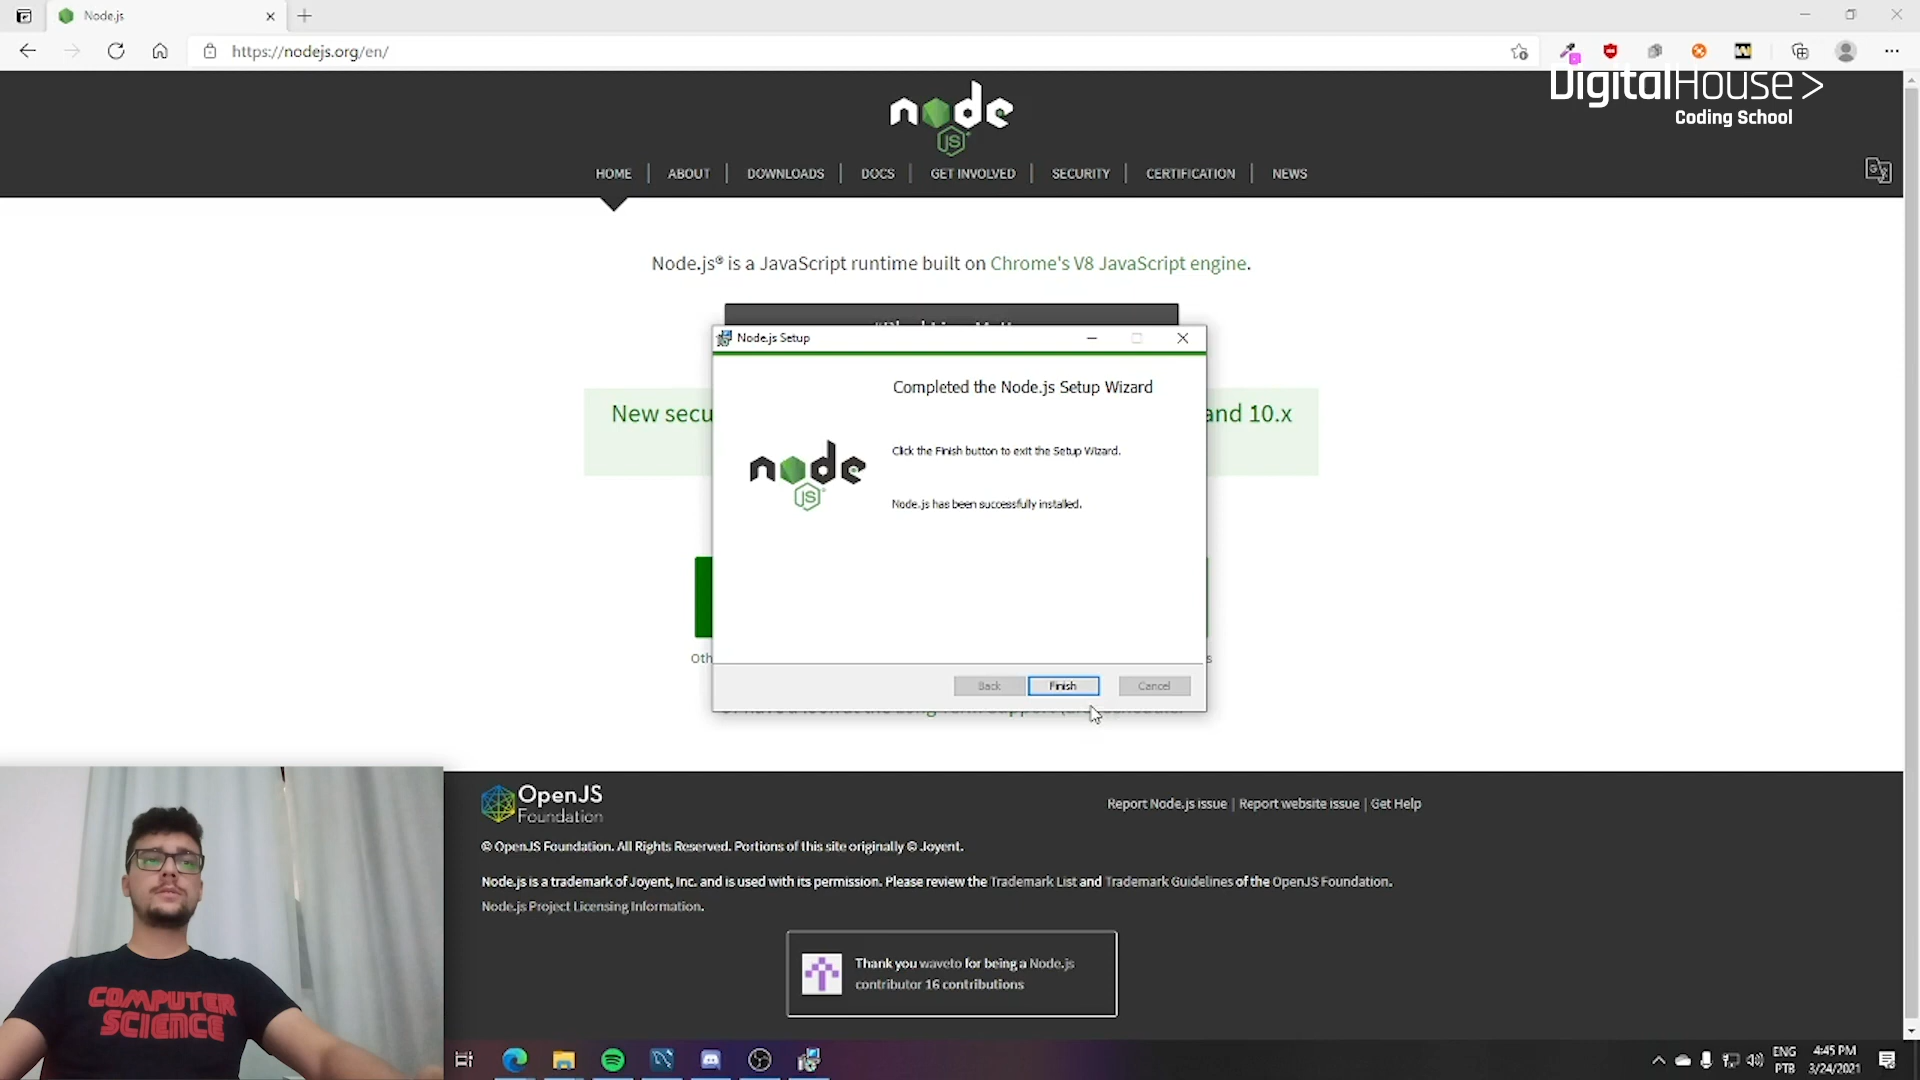 Node.js
https://nodejs.org/en/
DigitalHouse >
Coding School
node
JS
HOME
ABOUT
DOWNLOADS
DOCS
GET INVOLVED
SECURITY
CERTIFICATION
NEWS
Node.js® is a JavaScript runtime built on Chrome's V8 JavaScript engine.
Node.js Setup
Completed the Node.js Setup Wizard
New secu
and 10.x
Click the Finish button to exit the Setup Wizard.
node
JS
Node.js has been successfully installed.
Oth
s
Back
Finish
Cancel
OpenJS
Foundation
Report Node.js issue | Report website issue | Get Help
© OpenJS Foundation. All Rights Reserved. Portions of this site originally © Joyent.
Node.js is a trademark of Joyent, Inc. and is used with its permission. Please review the Trademark List and Trademark Guidelines of the OpenJS Foundation.
Node.js Project Licensing Information.
Thank you waveto for being a Node.js
contributor 16 contributions
COMPUTER
SCIENCE
ENG
PTB
4:45 PM
3/24/2021